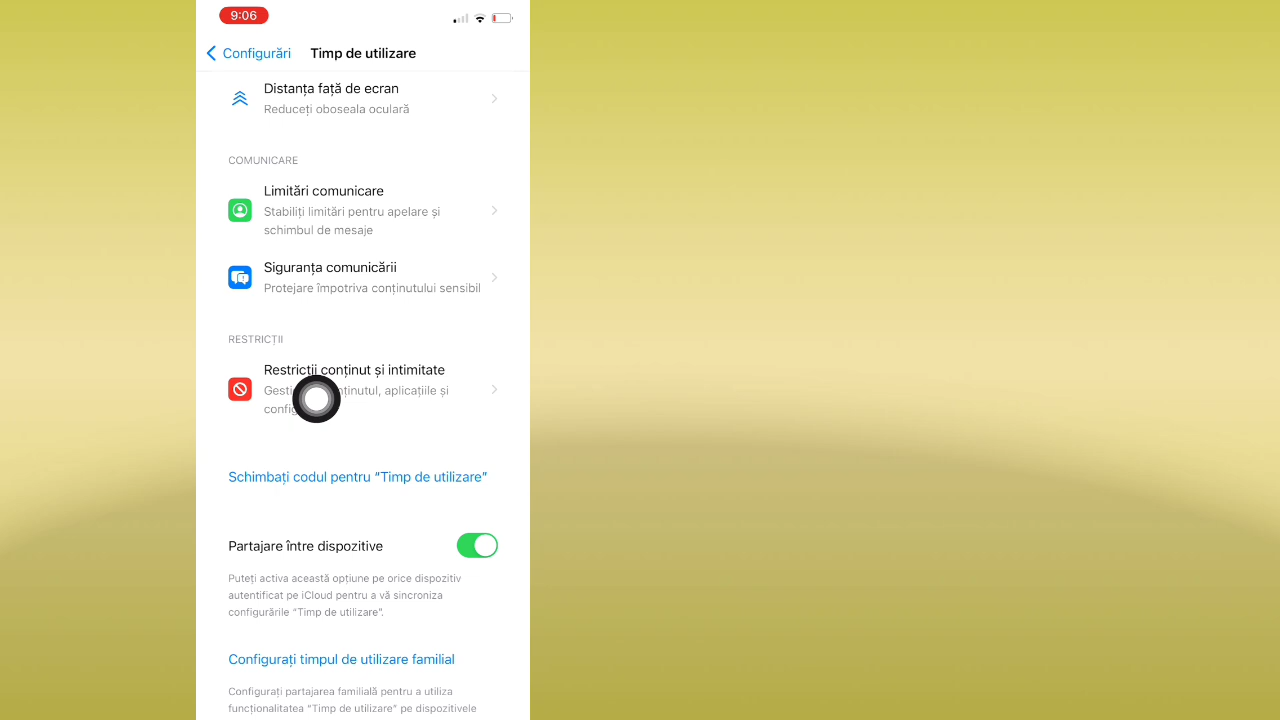 9:06
Configurări
Timp de utilizare
Distanța față de ecran
Reduceți oboseala oculară
COMUNICARE
Limitări comunicare
Stabiliți limitări pentru apelare și
schimbul de mesaje
Siguranța comunicării
Protejare împotriva conținutului sensibil
RESTRICȚII
Restricții conținut și intimitate
aplicațiile și
Schimbați codul pentru “Timp de utilizare”
Partajare între dispozitive
Puteți activa această opțiune pe orice dispozitiv
autentificat pe iCloud pentru a vă sincroniza
configurările “Timp de utilizare”.
Configurați timpul de utilizare familial
Configurați partajarea familială pentru a utiliza
funcționalitatea “Timp de utilizare” pe dispozitivele